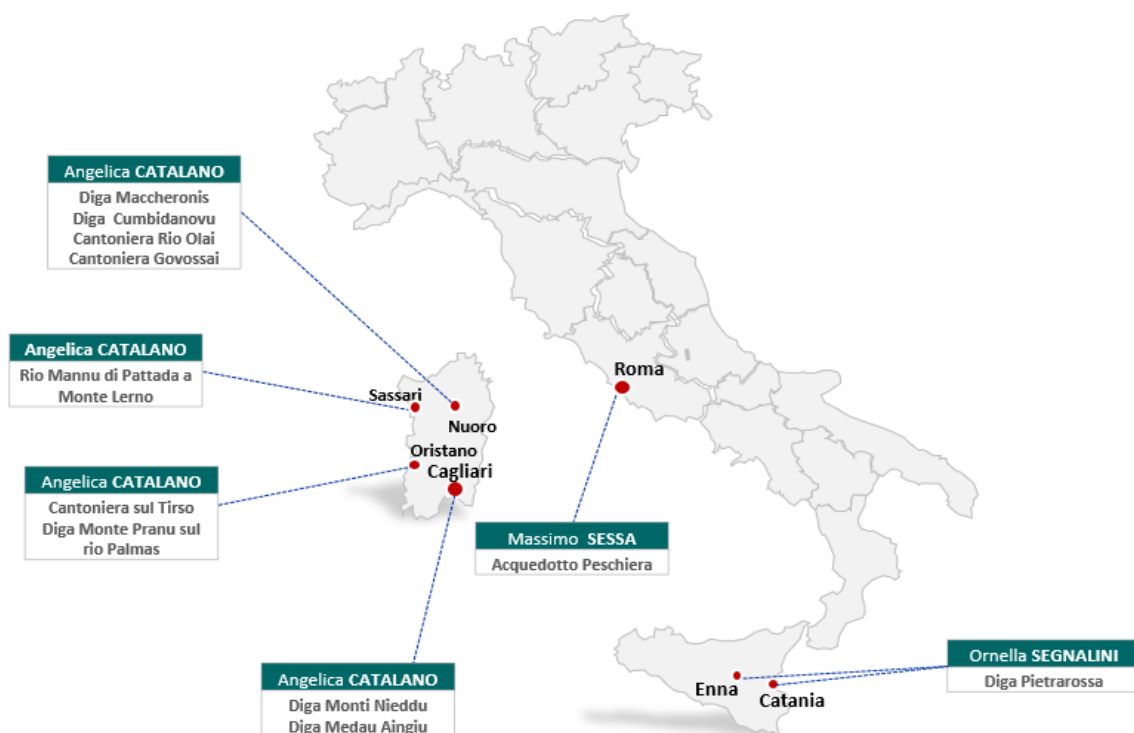 Angelica CATALANO
Diga Maccheronis
Diga Cumbidanovu
Cantoniera Rio Olai
Cantoniera Govossai
Angelica CATALANO
Rio Mannu di Pattada a
Monte Lerno
Sassari
Nuoro
Oristano
Cagliari
Roma
Angelica CATALANO
Cantoniera sul Tirso
Diga Monte Pranu sul
rio Palmas
Massimo SESSA
Acquedotto Peschiera
Angelica CATALANO
Diga Monti Nieddu
Diga Medau Aingiu
Enna
Catania
Ornella SEGNALINI
Diga Pietrarossa